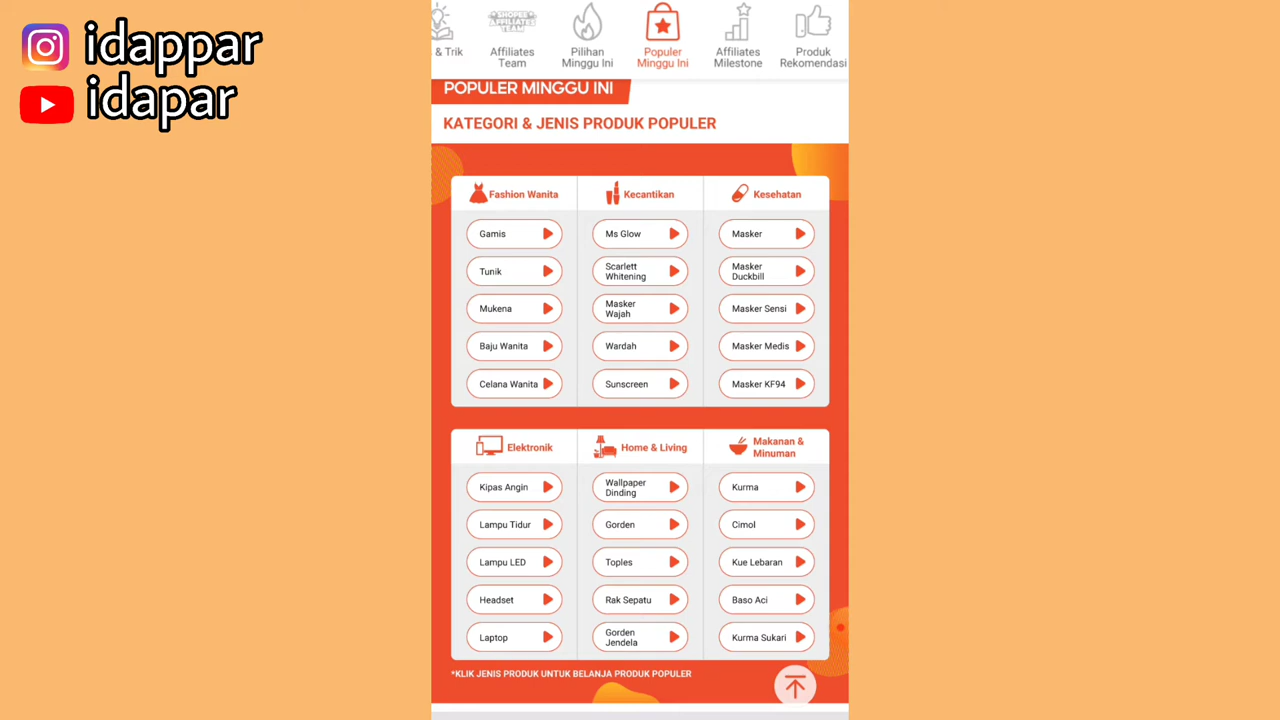 idappar
idapar
& Trik
SHOPEE
AFFILIATES
TEAM
Affiliates
Team
Pilihan
Minggu Ini
Populer
Minggu Ini
Affiliates
Milestone
Produk
Rekomendasi
POPULER MINGGU INI
KATEGORI & JENIS PRODUK POPULER
Fashion Wanita
Gamis
Tunik
Mukena
Baju Wanita
Celana Wanita
Kecantikan
Ms Glow
Scarlett
Whitening
Masker
Wajah
Wardah
Sunscreen
Kesehatan
Masker
Masker
Duckbill
Masker Sensi
Masker Medis
Masker KF94
Elektronik
Kipas Angin
Lampu Tidur
Lampu LED
Headset
Laptop
Home & Living
Wallpaper
Dinding
Gorden
Toples
Rak Sepatu
Gorden
Jendela
Makanan &
Minuman
Kurma
Cimol
Kue Lebaran
Baso Aci
Kurma Sukari
*KLIK JENIS PRODUK UNTUK BELANJA PRODUK POPULER